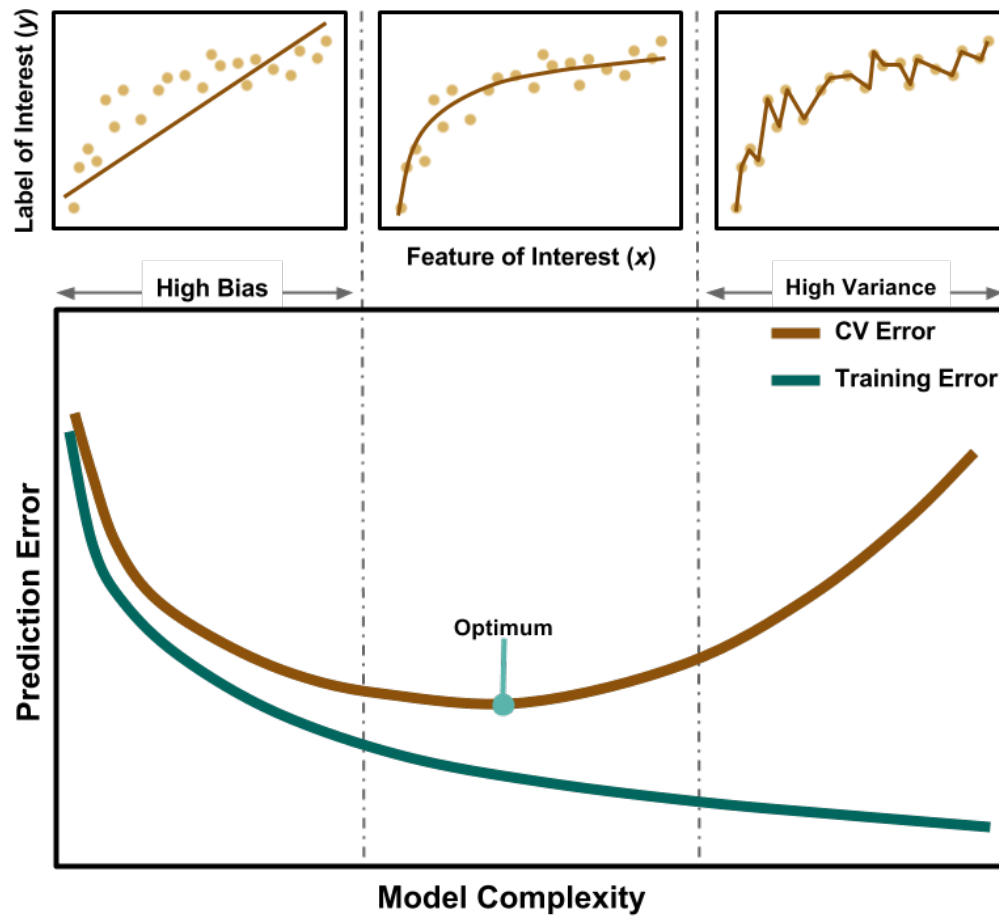 Label of Interest (y)
Feature of Interest (x)
High Bias
High Variance
CV Error
Training Error
Optimum
Prediction Error
Model Complexity